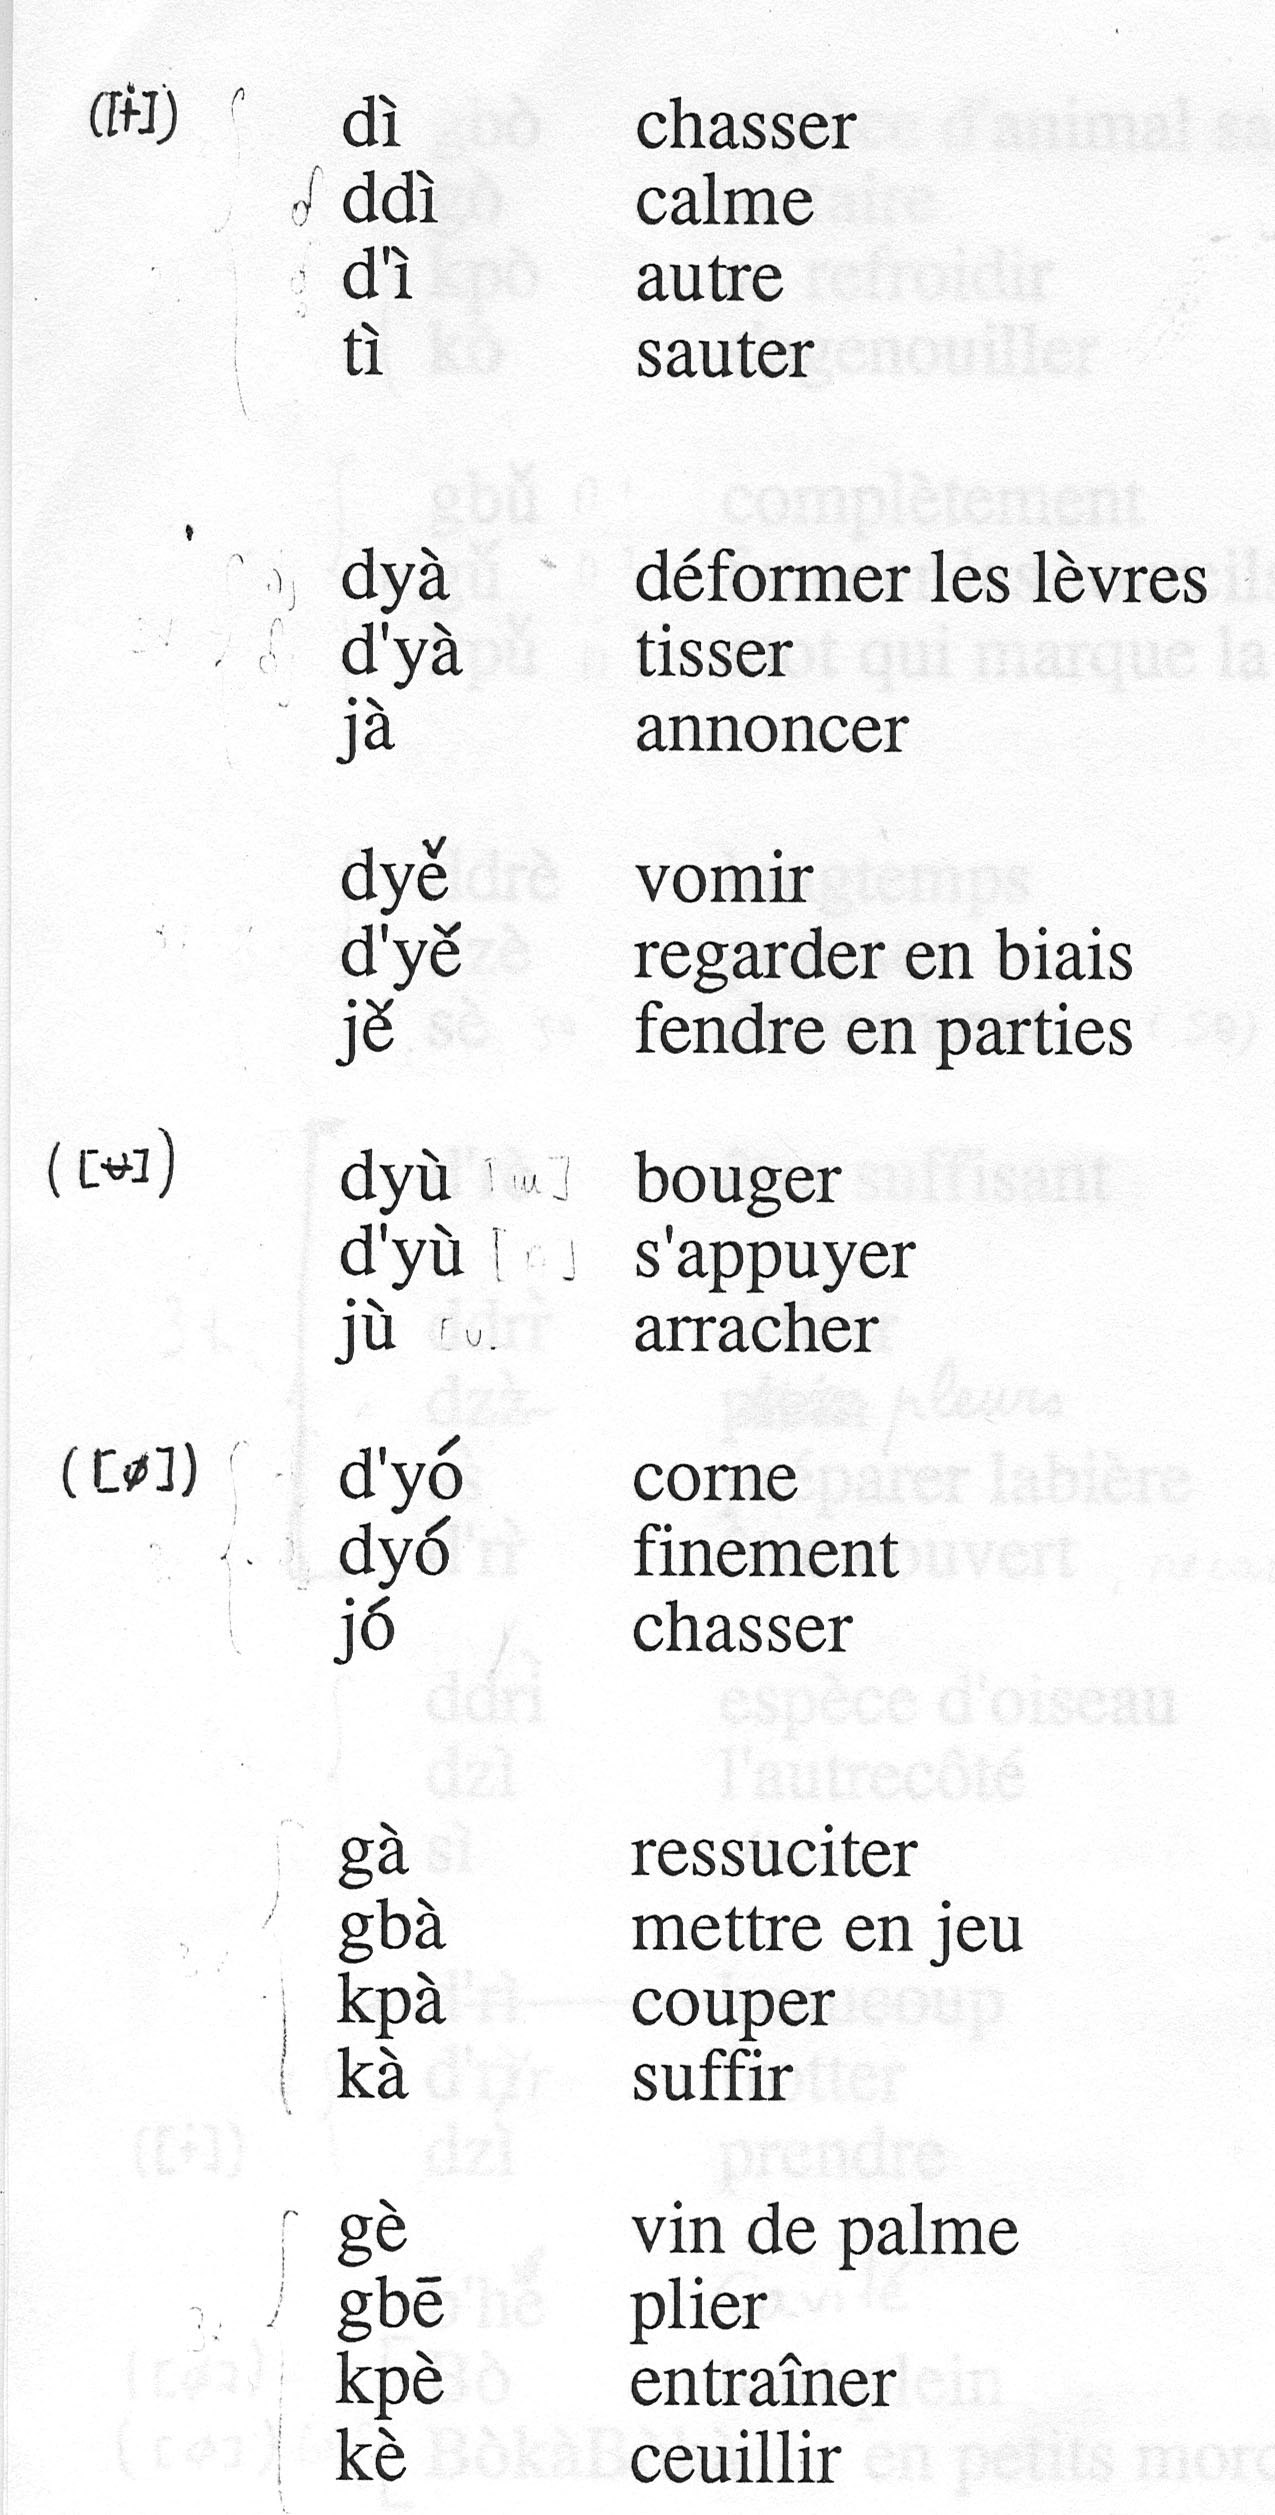 ([ɨ]) dì chasser
ddì calme
d'ì autre
tì sauter
dyà déformer les lèvres
d'yà tisser
jà annoncer
dyě vomir
d'yě regarder en biais
jě fendre en parties
([ʉ]) dyù bouger
d'yù s'appuyer
jù arracher
([ø]) d'yó corne
dyó finement
jó chasser
gà ressuciter
gbà mettre en jeu
kpà couper
kà suffir
gè vin de palme
gbē plier
kpè entraîner
kè ceuillir